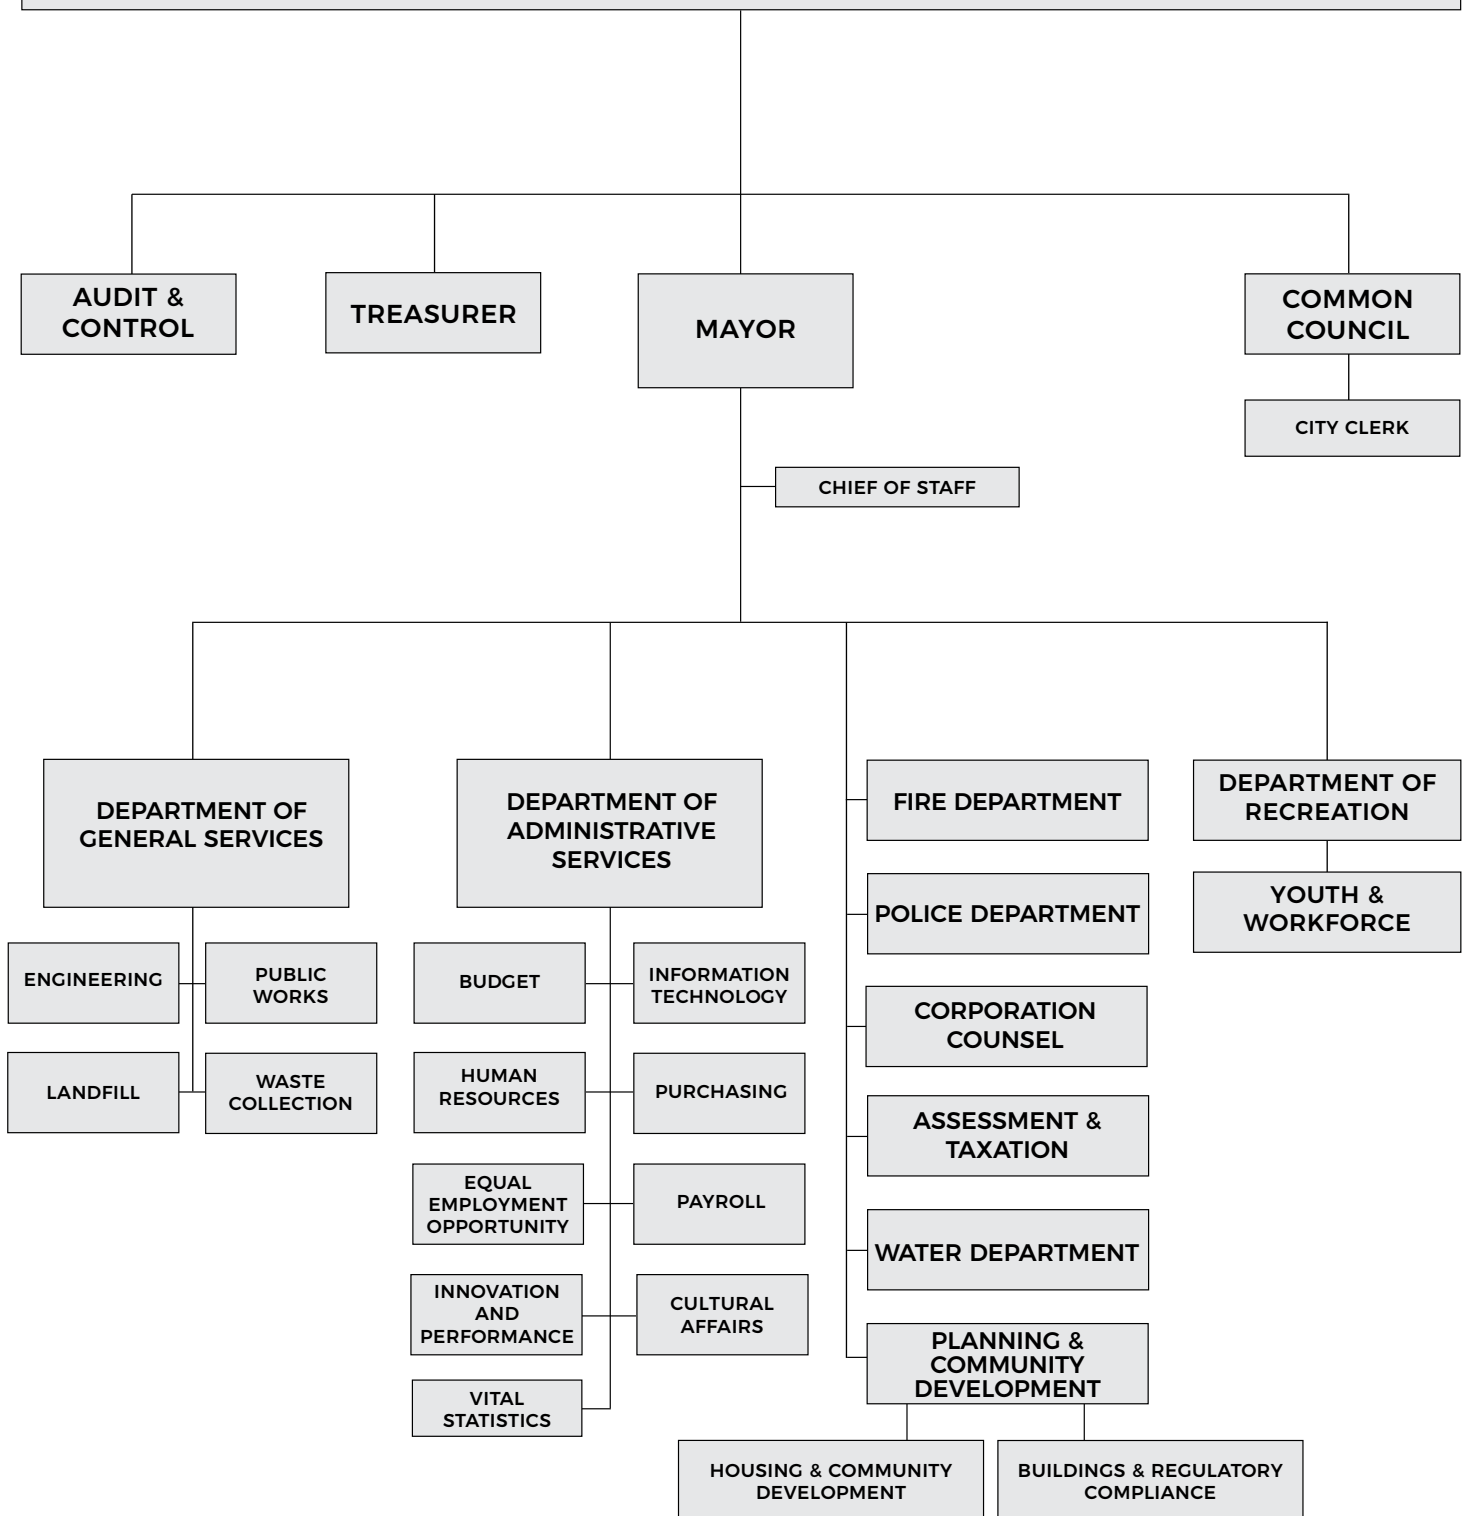 AUDIT &
CONTROL
TREASURER
MAYOR
COMMON
COUNCIL
CITY CLERK
CHIEF OF STAFF
DEPARTMENT OF
GENERAL SERVICES
ENGINEERING
PUBLIC
WORKS
LANDFILL
WASTE
COLLECTION
DEPARTMENT OF
ADMINISTRATIVE
SERVICES
BUDGET
INFORMATION
TECHNOLOGY
HUMAN
RESOURCES
PURCHASING
EQUAL
EMPLOYMENT
OPPORTUNITY
PAYROLL
INNOVATION
AND
PERFORMANCE
CULTURAL
AFFAIRS
VITAL
STATISTICS
FIRE DEPARTMENT
POLICE DEPARTMENT
CORPORATION
COUNSEL
ASSESSMENT &
TAXATION
WATER DEPARTMENT
PLANNING &
COMMUNITY
DEVELOPMENT
HOUSING & COMMUNITY
DEVELOPMENT
BUILDINGS & REGULATORY
COMPLIANCE
DEPARTMENT OF
RECREATION
YOUTH &
WORKFORCE